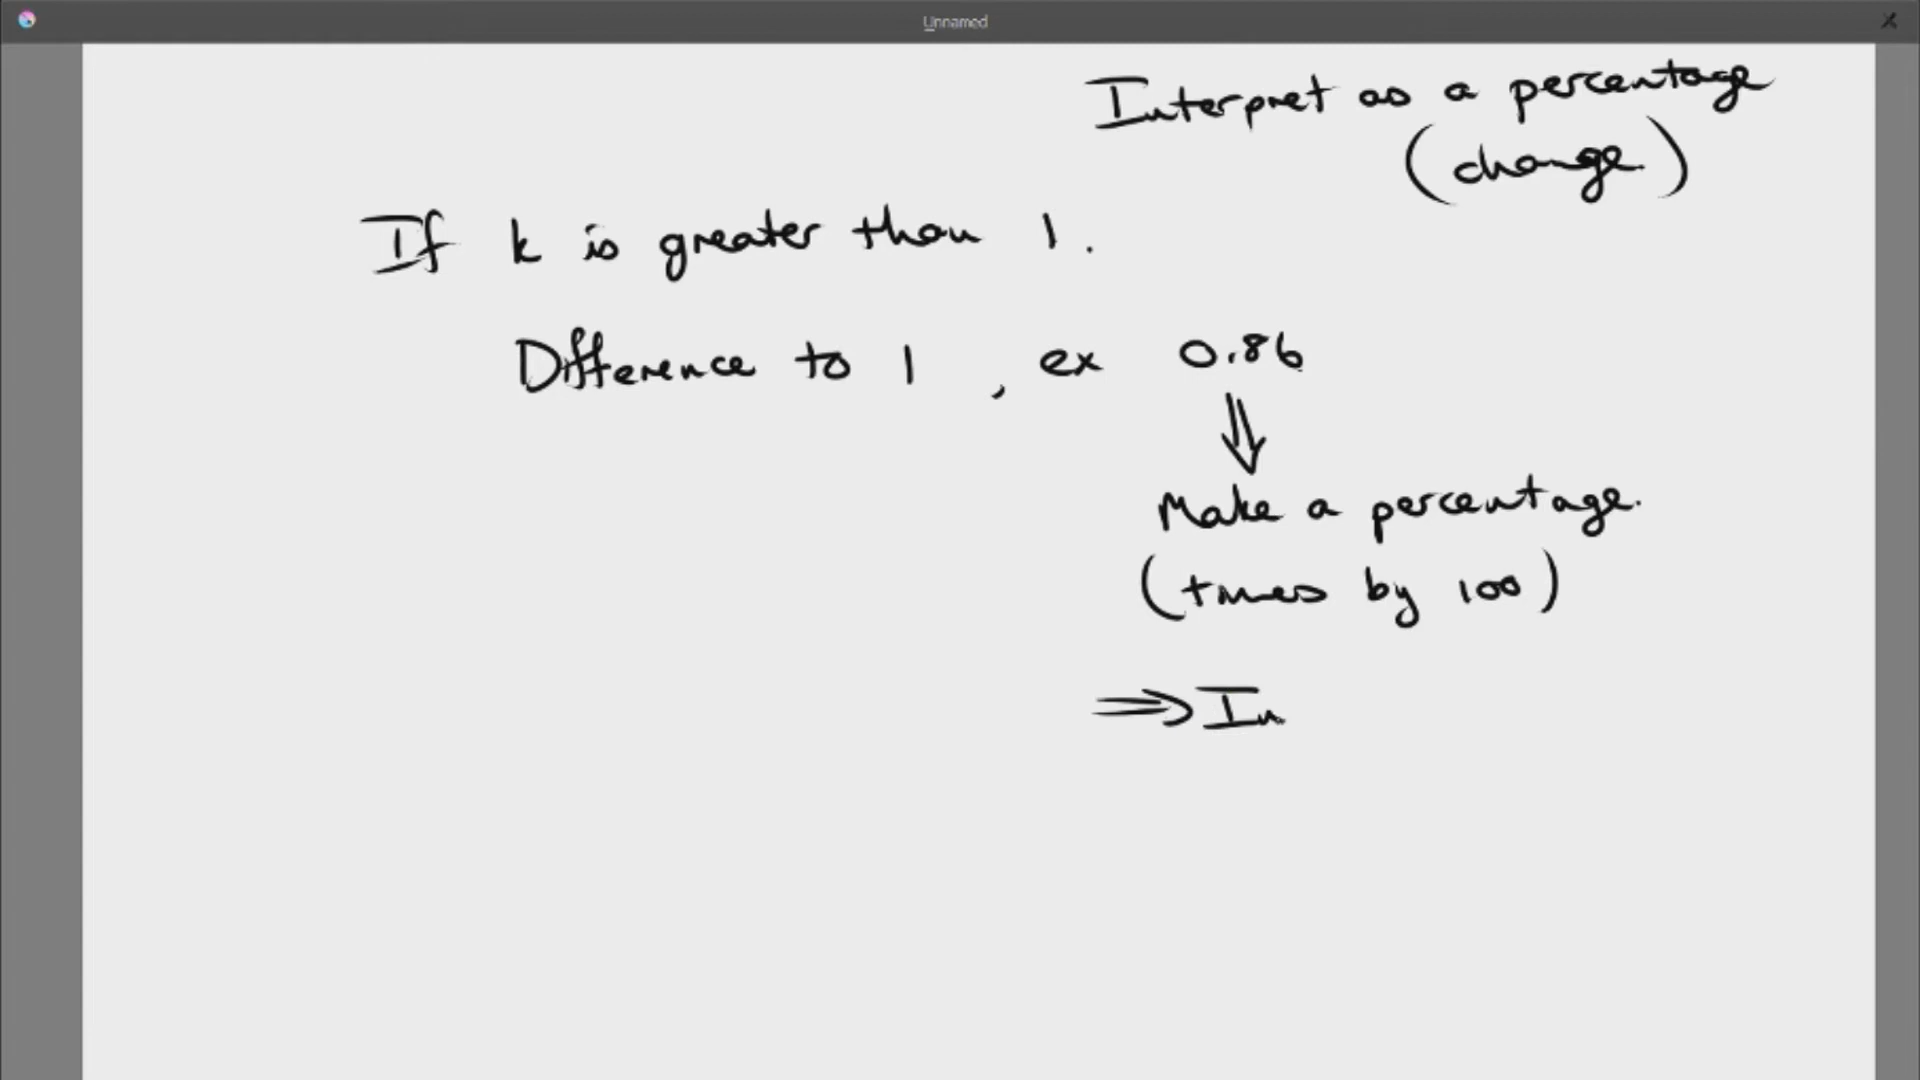 Unnamed
Interpret as a percentage
(change)
If k is greater than 1.
Difference to 1 , ex 0.86
⇓
Make a percentage.
(times by 100)
⇒ In